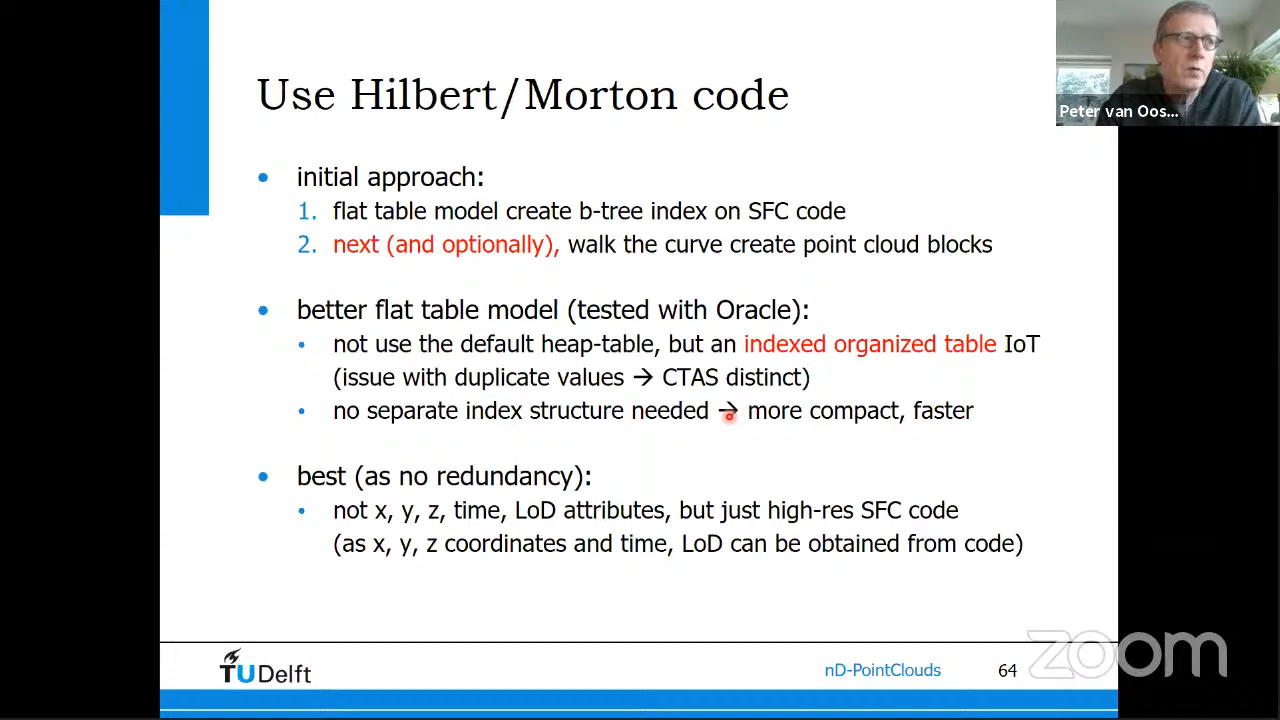 Use Hilbert/Morton code
Peter van Oos...
• initial approach:
1. flat table model create b-tree index on SFC code
2. next (and optionally), walk the curve create point cloud blocks
• better flat table model (tested with Oracle):
• not use the default heap-table, but an indexed organized table IoT
(issue with duplicate values → CTAS distinct)
• no separate index structure needed → more compact, faster
• best (as no redundancy):
• not x, y, z, time, LoD attributes, but just high-res SFC code
(as x, y, z coordinates and time, LoD can be obtained from code)
TUDelft
nD-PointClouds
64
zoom